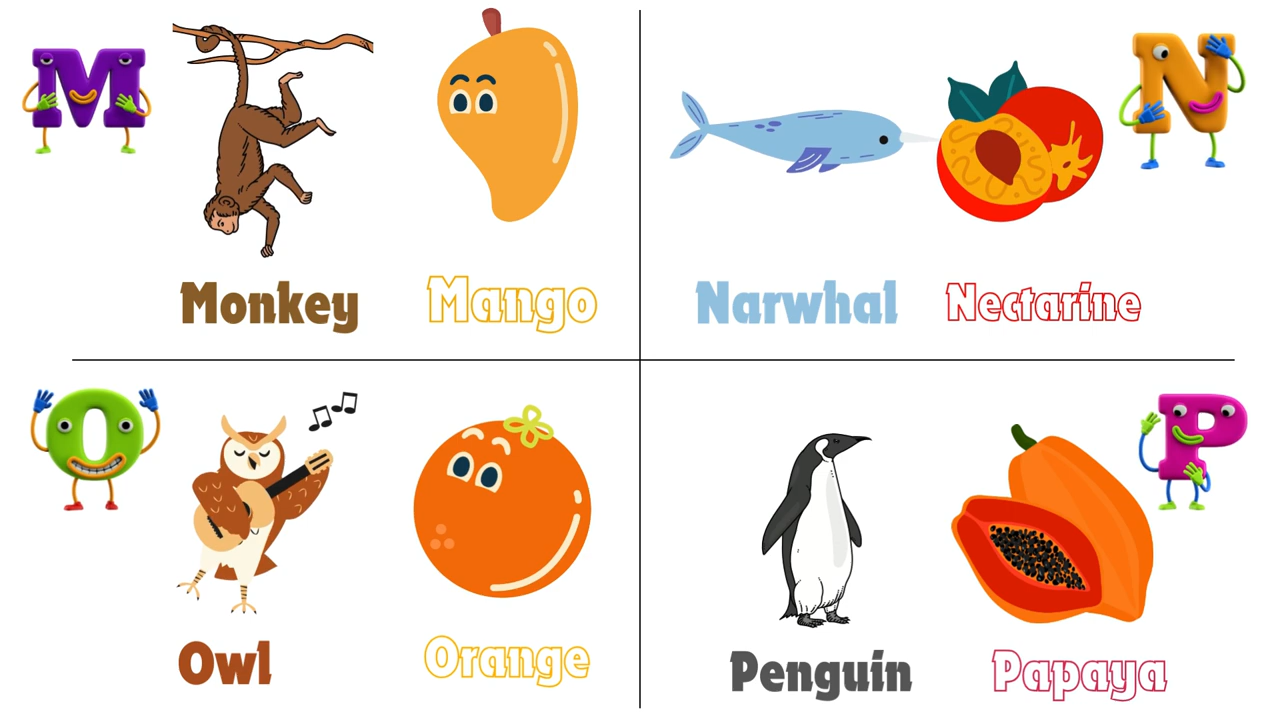 M
Monkey
Mango
N
Narwhal
Nectarine
O
Owl
Orange
P
Penguin
Papaya